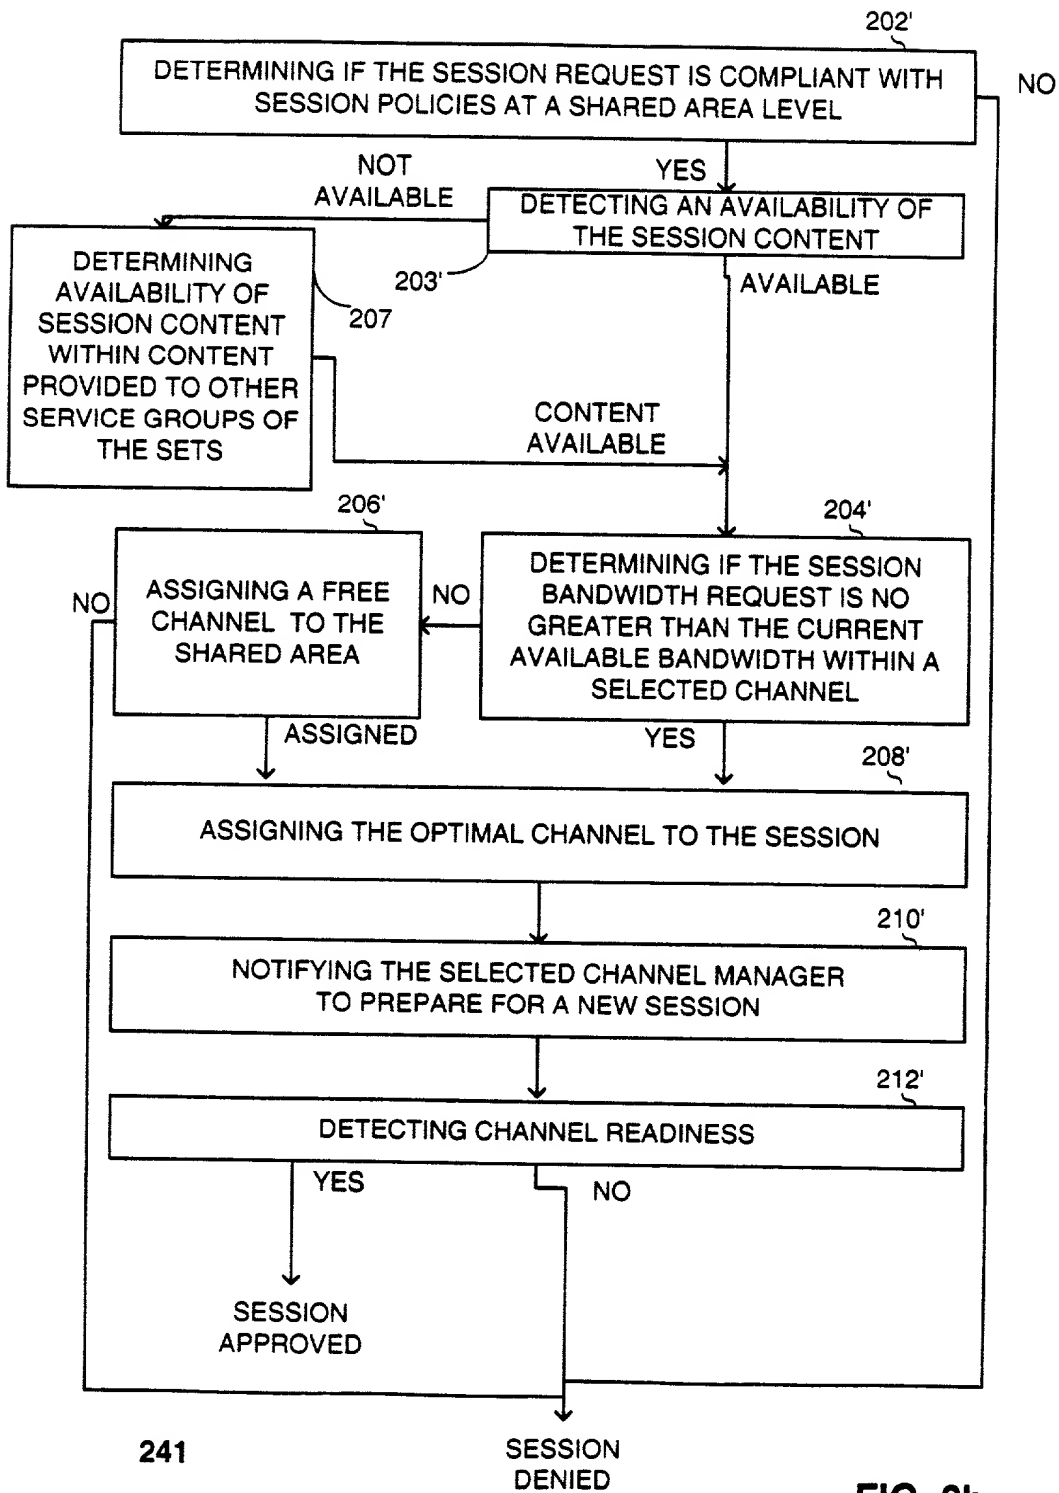 202'
DETERMINING IF THE SESSION REQUEST IS COMPLIANT WITH
SESSION POLICIES AT A SHARED AREA LEVEL
NO
NOT
AVAILABLE
YES
DETECTING AN AVAILABILITY OF
THE SESSION CONTENT
203'
AVAILABLE
DETERMINING
AVAILABILITY OF
SESSION CONTENT
WITHIN CONTENT
PROVIDED TO OTHER
SERVICE GROUPS OF
THE SETS
207
CONTENT
AVAILABLE
206'
204'
NO
ASSIGNING A FREE
CHANNEL TO THE
SHARED AREA
NO
DETERMINING IF THE SESSION
BANDWIDTH REQUEST IS NO
GREATER THAN THE CURRENT
AVAILABLE BANDWIDTH WITHIN A
SELECTED CHANNEL
ASSIGNED
YES
208'
ASSIGNING THE OPTIMAL CHANNEL TO THE SESSION
210'
NOTIFYING THE SELECTED CHANNEL MANAGER
TO PREPARE FOR A NEW SESSION
212'
DETECTING CHANNEL READINESS
YES
NO
SESSION
APPROVED
241
SESSION
DENIED